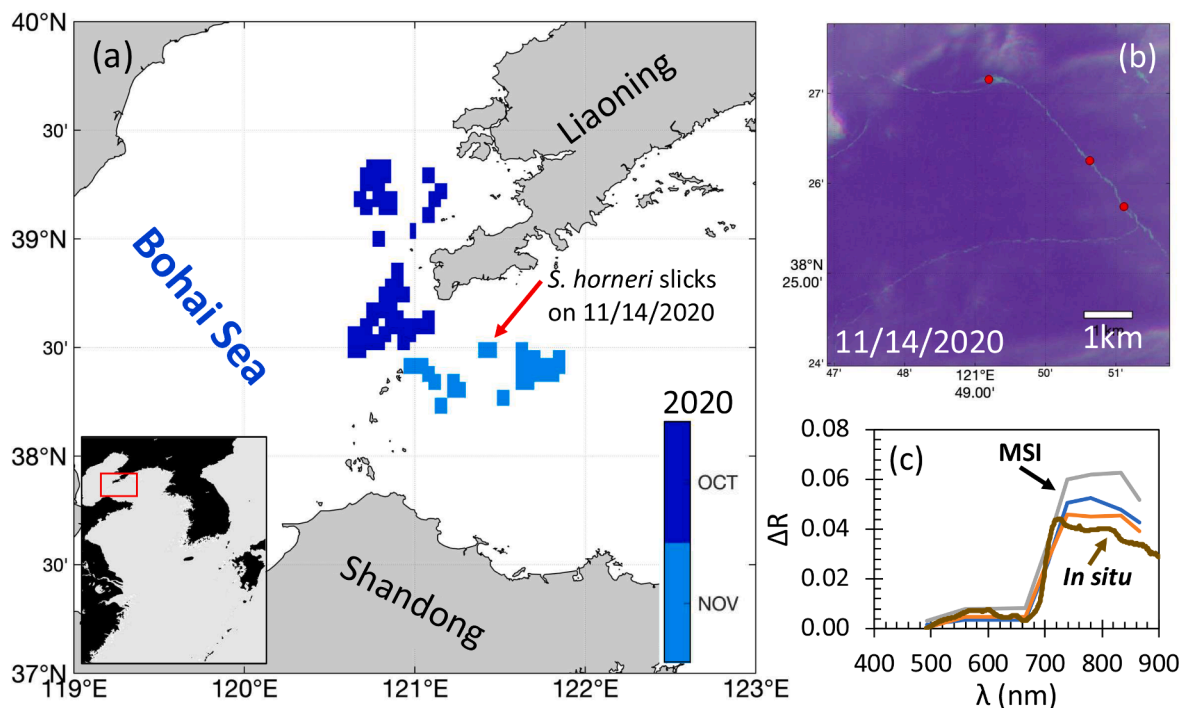 40°N
30'
39°N
30'
38°N
30'
37°N
119°E
120°E
121°E
122°E
123°E
(a)
Liaoning
Bohai Sea
S. horneri slicks
on 11/14/2020
Shandong
2020
OCT
NOV
(b)
27'
26'
38°N
25.00'
24'
47'
48'
121°E
49.00'
50'
51'
11/14/2020
1km
1 km
(c)
MSI
In situ
ΔR
0.08
0.06
0.04
0.02
0.00
400 500 600 700 800 900
λ (nm)